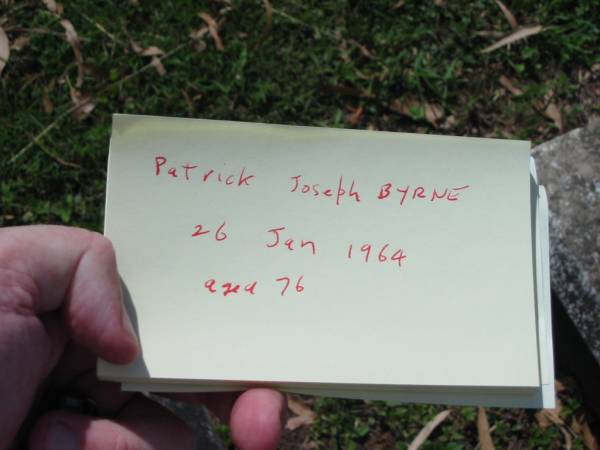 Patrick Joseph BYRNE
26 Jan 1964
aged 76